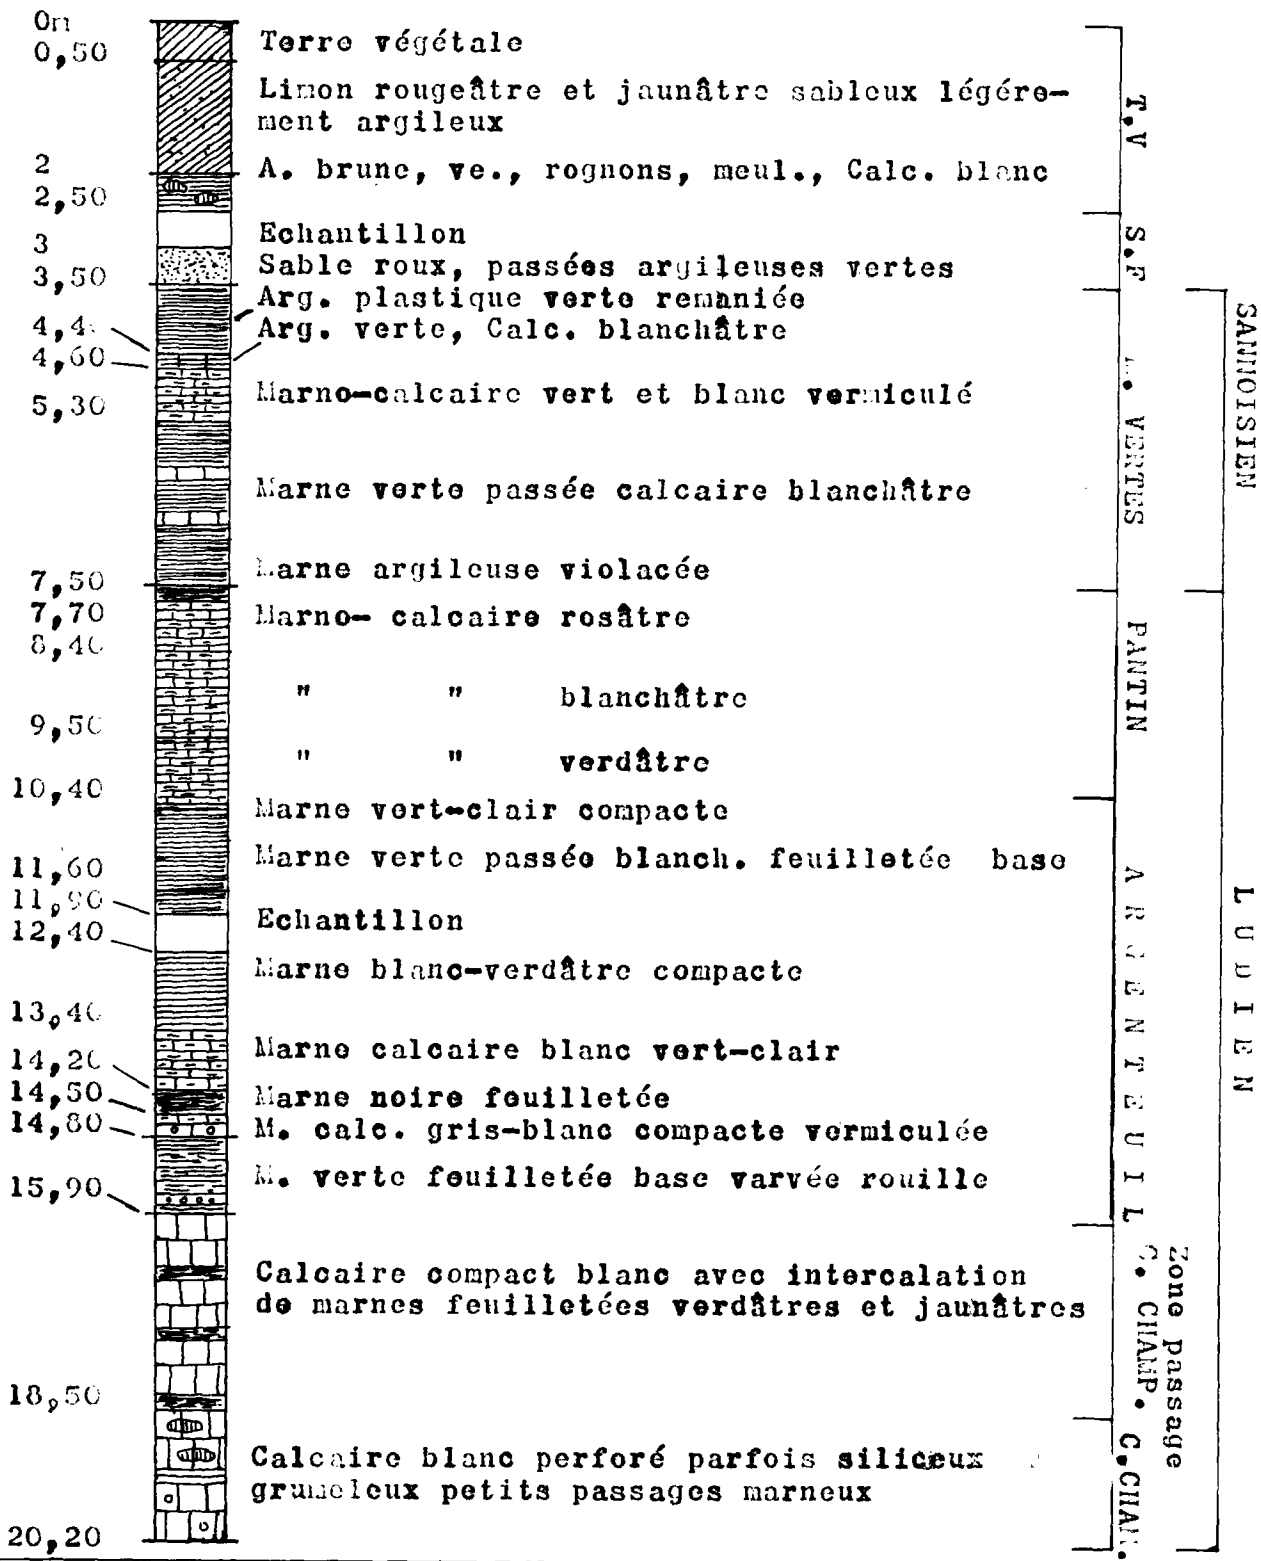 0m
0,50
Terre végétale
Limon rougeâtre et jaunâtre sableux légére-
ment argileux
2
A. brune, ve., rognons, meul., Calc. blanc
2,50
Echantillon
3
Sable roux, passées argileuses vertes
3,50
Arg. plastique verte remaniée
4,4
Arg. verte, Calc. blanchâtre
4,60
Marno-calcaire vert et blanc vermiculé
5,30
Marne verte passée calcaire blanchâtre
Marne argileuse violacée
7,50
7,70
Marno- calcaire rosâtre
8,40
" " blanchâtre
9,50
" " verdâtre
10,40
Marne vert-clair compacte
Marne verte passée blanch. feuilletée base
11,60
11,90
Echantillon
12,40
Marne blanc-verdâtre compacte
13,40
Marne calcaire blanc vert-clair
14,20
14,50
Marne noire feuilletée
14,80
M. calc. gris-blanc compacte vermiculée
M. verte feuilletée base varvée rouille
15,90
Calcaire compact blanc avec intercalation
de marnes feuilletées verdâtres et jaunâtres
18,50
Calcaire blanc perforé parfois siliceux
grumeleux petits passages marneux
20,20
T.V
S.F
VERTES
PANTIN
ARGENTEUIL
C. CHAMP.
Zone passage
C.CHAM.
SANNOISIEN
LUDIEN